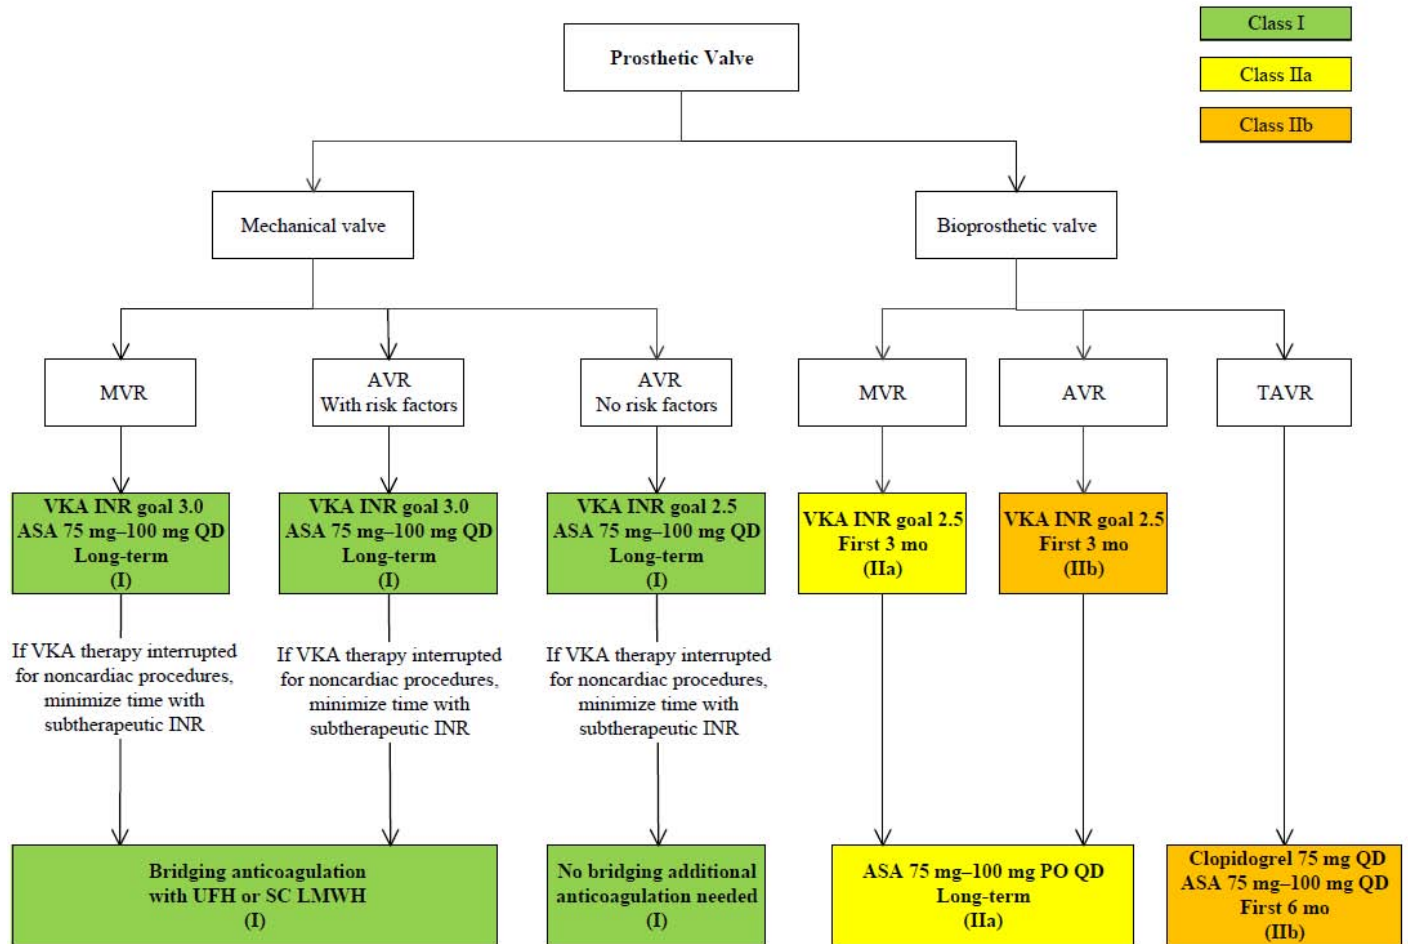 Prosthetic Valve
Class I
Class IIa
Class IIb
Mechanical valve
Bioprosthetic valve
MVR
AVR
With risk factors
AVR
No risk factors
MVR
AVR
TAVR
VKA INR goal 3.0
ASA 75 mg–100 mg QD
Long-term
(I)
VKA INR goal 3.0
ASA 75 mg–100 mg QD
Long-term
(I)
VKA INR goal 2.5
ASA 75 mg–100 mg QD
Long-term
(I)
VKA INR goal 2.5
First 3 mo
(IIa)
VKA INR goal 2.5
First 3 mo
(IIb)
If VKA therapy interrupted
for noncardiac procedures,
minimize time with
subtherapeutic INR
If VKA therapy interrupted
for noncardiac procedures,
minimize time with
subtherapeutic INR
If VKA therapy interrupted
for noncardiac procedures,
minimize time with
subtherapeutic INR
Bridging anticoagulation
with UFH or SC LMWH
(I)
No bridging additional
anticoagulation needed
(I)
ASA 75 mg–100 mg PO QD
Long-term
(IIa)
Clopidogrel 75 mg QD
ASA 75 mg–100 mg QD
First 6 mo
(IIb)